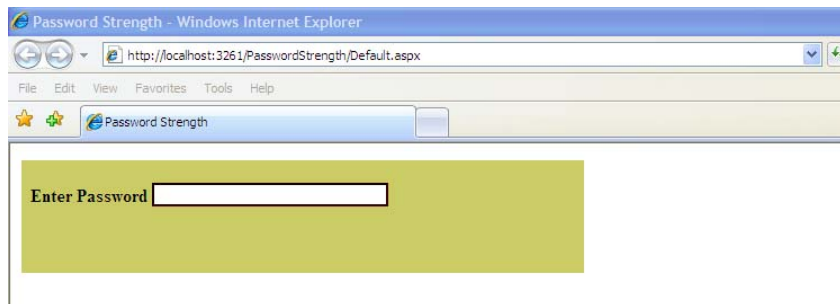 Password Strength - Windows Internet Explorer
http://localhost:3261/PasswordStrength/Default.aspx
File Edit View Favorites Tools Help
Password Strength
Enter Password